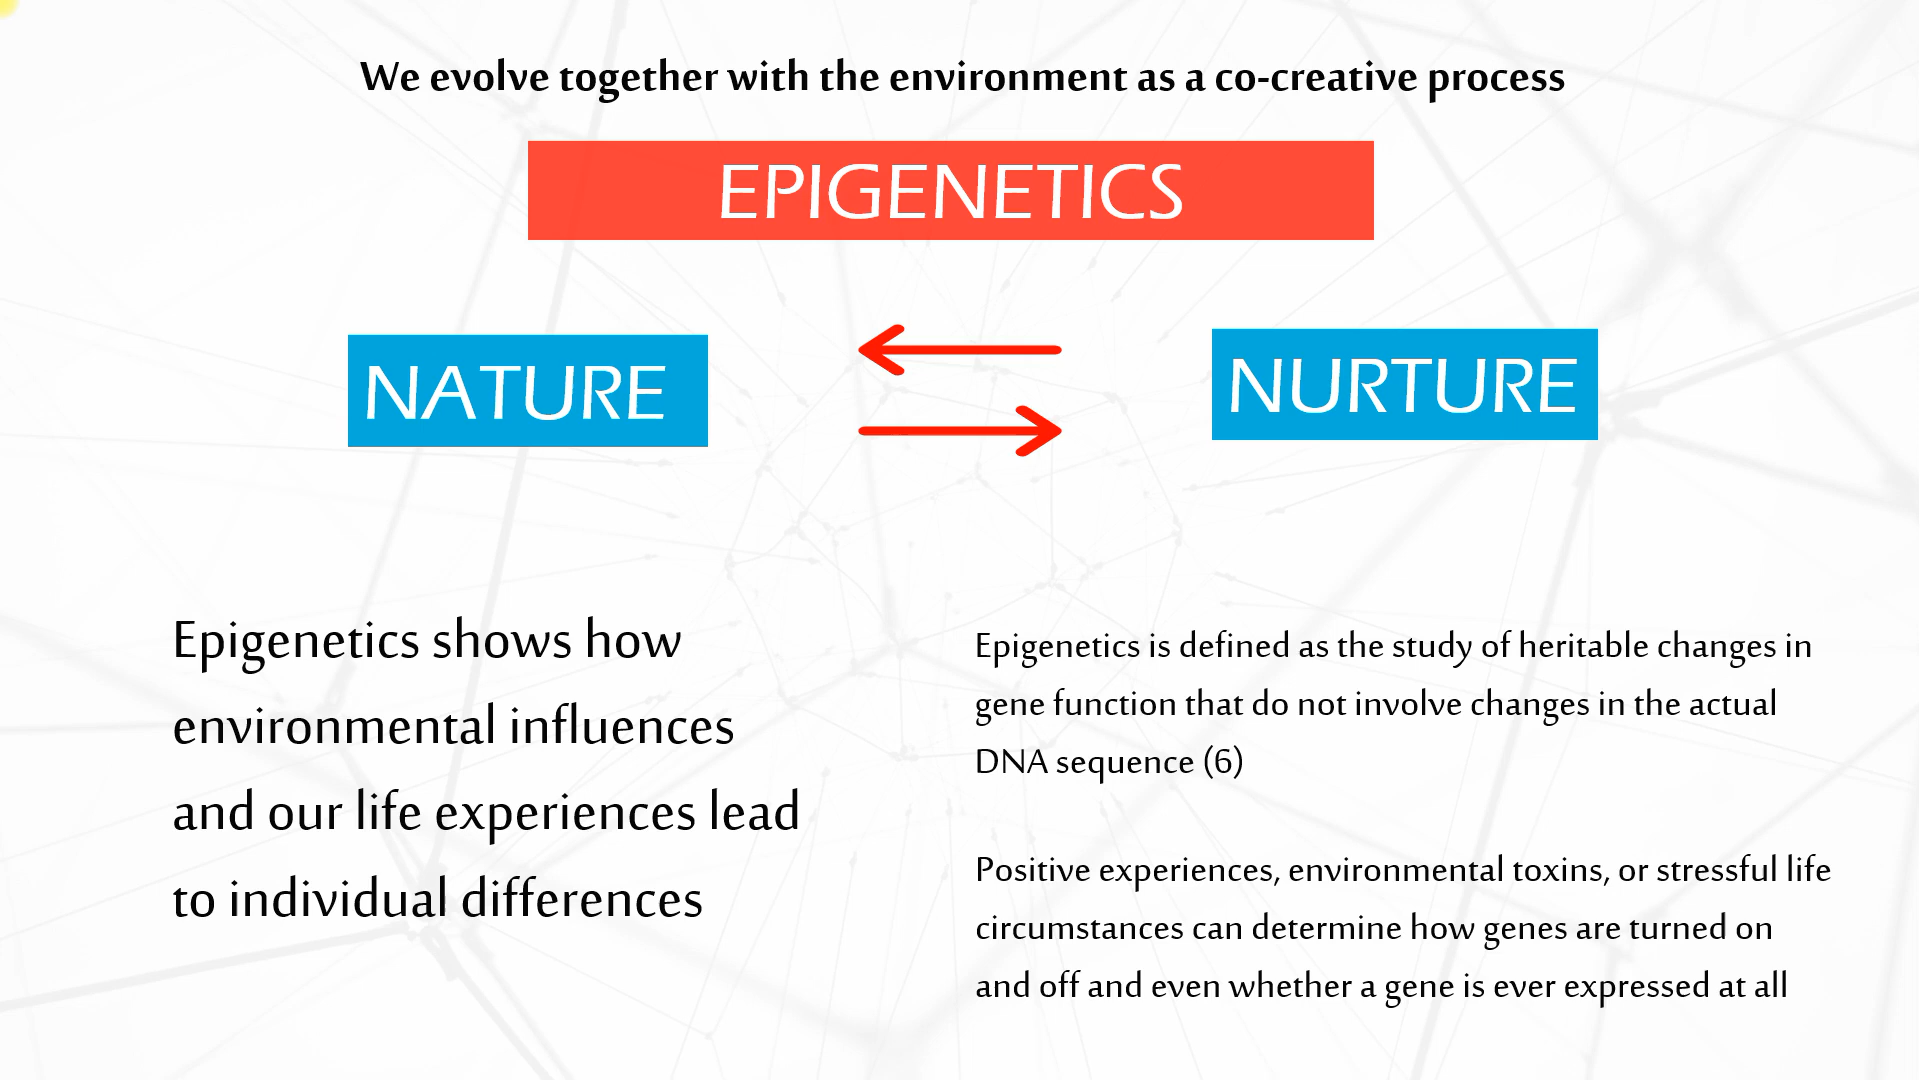 We evolve together with the environment as a co-creative process
EPIGENETICS
NATURE
NURTURE
Epigenetics shows how
environmental influences
and our life experiences lead
to individual differences
Epigenetics is defined as the study of heritable changes in
gene function that do not involve changes in the actual
DNA sequence (6)
Positive experiences, environmental toxins, or stressful life
circumstances can determine how genes are turned on
and off and even whether a gene is ever expressed at all